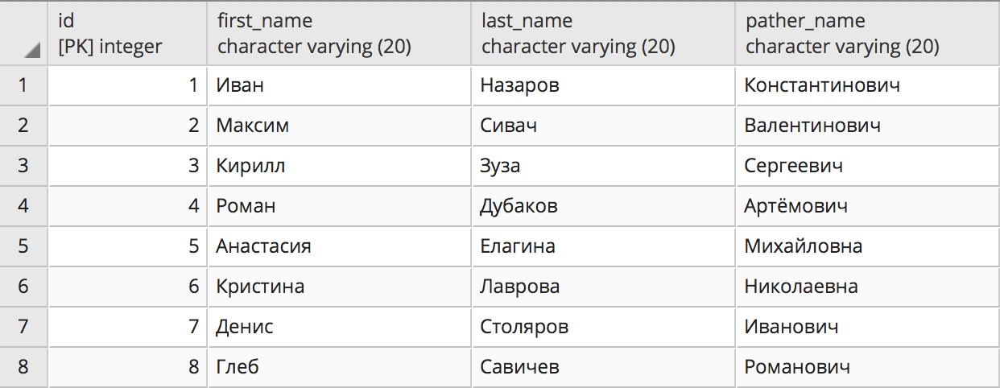 id first_name last_name pather_name
[PK] integer character varying (20) character varying (20) character varying (20)
1 1 Иван Назаров Константинович
2 2 Максим Сивач Валентинович
3 3 Кирилл Зуза Сергеевич
4 4 Роман Дубаков Артёмович
5 5 Анастасия Елагина Михайловна
6 6 Кристина Лаврова Николаевна
7 7 Денис Столяров Иванович
8 8 Глеб Савичев Романович